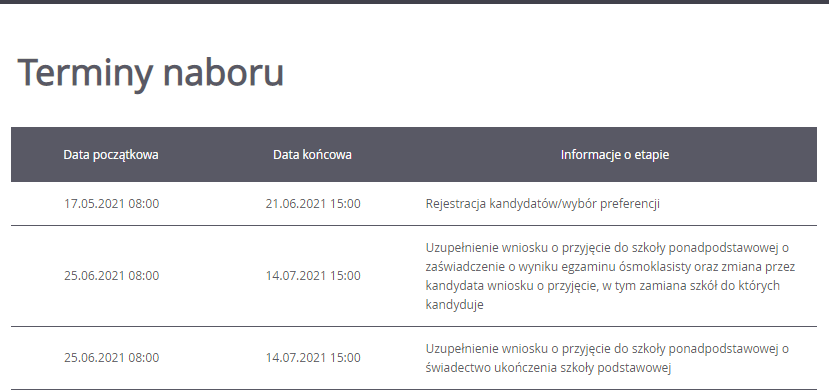 Terminy naboru
Data początkowa Data końcowa Informacje o etapie
17.05.2021 08:00 21.06.2021 15:00 Rejestracja kandydatów/wybór preferencji
Uzupełnienie wniosku o przyjęcie do szkoły ponadpodstawowej o
zaświadczenie o wyniku egzaminu ósmoklasisty oraz zmiana przez
25.06.2021 08:00 14.07.2021 15:00
kandydata wniosku o przyjęcie, w tym zamiana szkół do których
kandyduje
Uzupełnienie wniosku o przyjęcie do szkoły ponadpodstawowej o
25.06.2021 08:00 14.07.2021 15:00
świadectwo ukończenia szkoły podstawowej